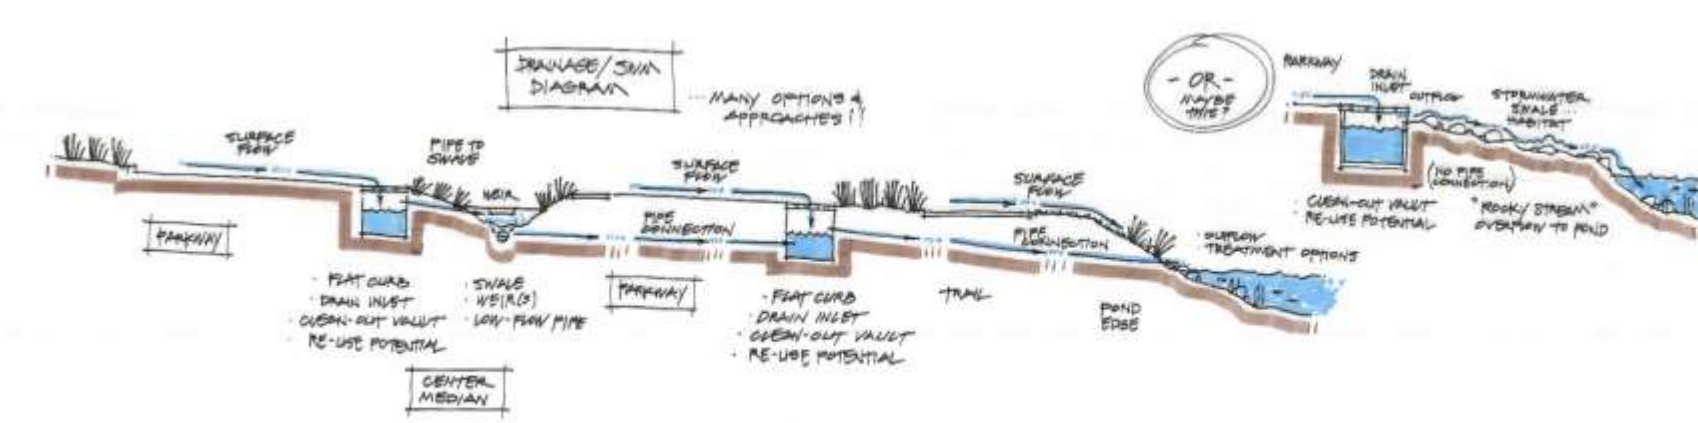 DRAINAGE/SWM
DIAGRAM
...MANY OPTIONS &
APPROACHES!!
SURFACE
FLOW
PIPE TO
SWALE
WEIR
SURFACE
FLOW
PIPE
CONNECTION
SURFACE
FLOW
PIPE
CONNECTION
PARKWAY
· FLAT CURB
· DRAIN INLET
· CLEAN-OUT VAULT
· RE-USE POTENTIAL
· SWALE
· WEIR(S)
· LOW-FLOW PIPE
CENTER
MEDIAN
PARKWAY
· FLAT CURB
· DRAIN INLET
· CLEAN-OUT VAULT
· RE-USE POTENTIAL
TRAIL
POND
EDGE
· OUTFLOW
TREATMENT OPTIONS
- OR -
MAYBE
THIS?
PARKWAY
DRAIN
INLET
OUTFLOW
STORMWATER
SWALE...
HABITAT
(NO PIPE
CONNECTION)
· CLEAN-OUT VAULT
· RE-USE POTENTIAL
"ROCKY STREAM"
OVERFLOW TO POND